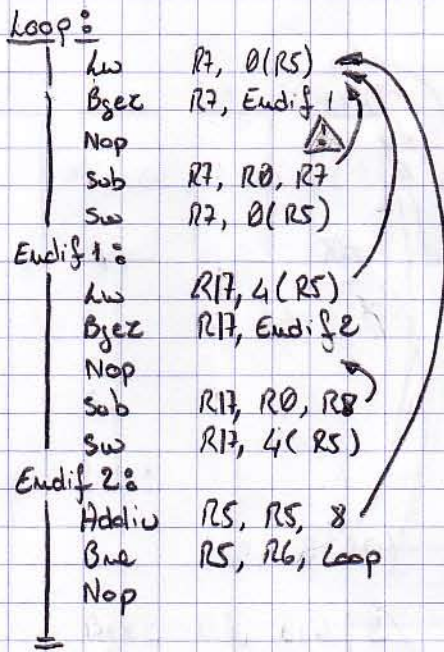 Loop :
Lw R7, 0(R5)
Bgez R7, Endif 1
Nop
!
Sub R7, R0, R7
Sw R7, 0(R5)
Endif 1 :
Lw R17, 4(R5)
Bgez R17, Endif 2
Nop
Sub R17, R0, R8
Sw R17, 4(R5)
Endif 2 :
Addiu R5, R5, 8
Bne R5, R6, Loop
Nop